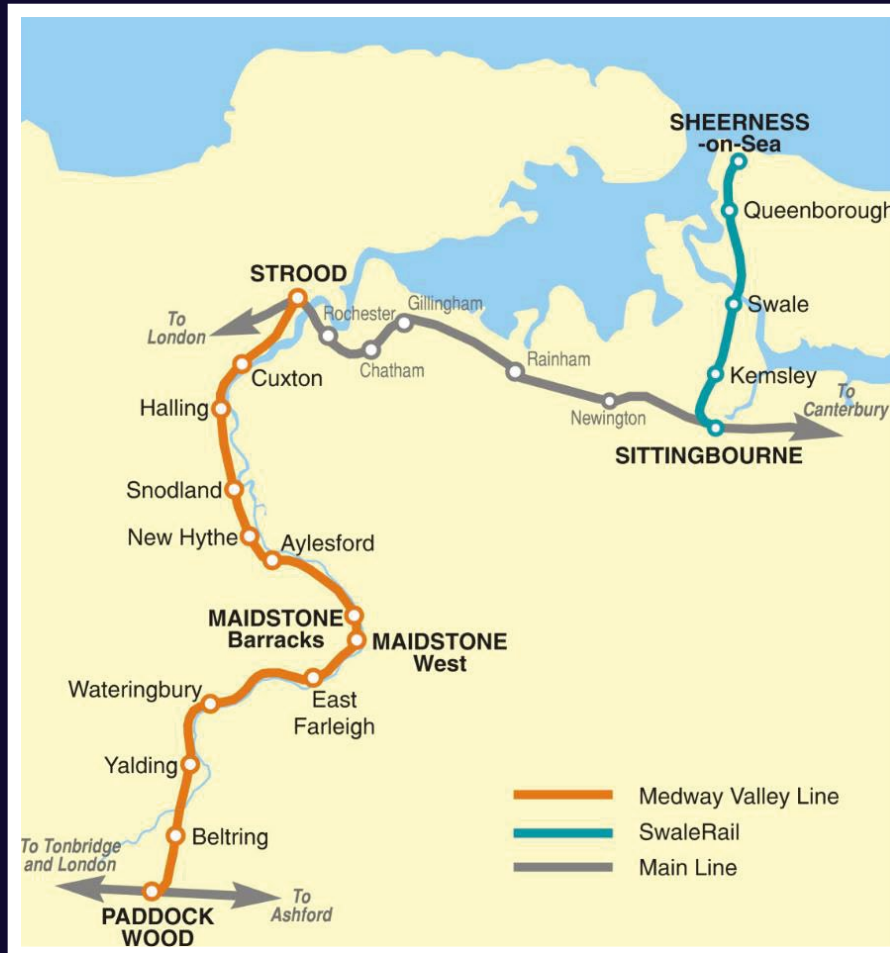 SHEERNESS
-on-Sea
Queenborough
Swale
Kemsley
To
Canterbury
SITTINGBOURNE
STROOD
To
London
Rochester
Gillingham
Chatham
Rainham
Newington
Cuxton
Halling
Snodland
New Hythe
Aylesford
MAIDSTONE
Barracks
MAIDSTONE
West
East
Farleigh
Wateringbury
Yalding
Beltring
To Tonbridge
and London
To
Ashford
PADDOCK
WOOD
Medway Valley Line
SwaleRail
Main Line